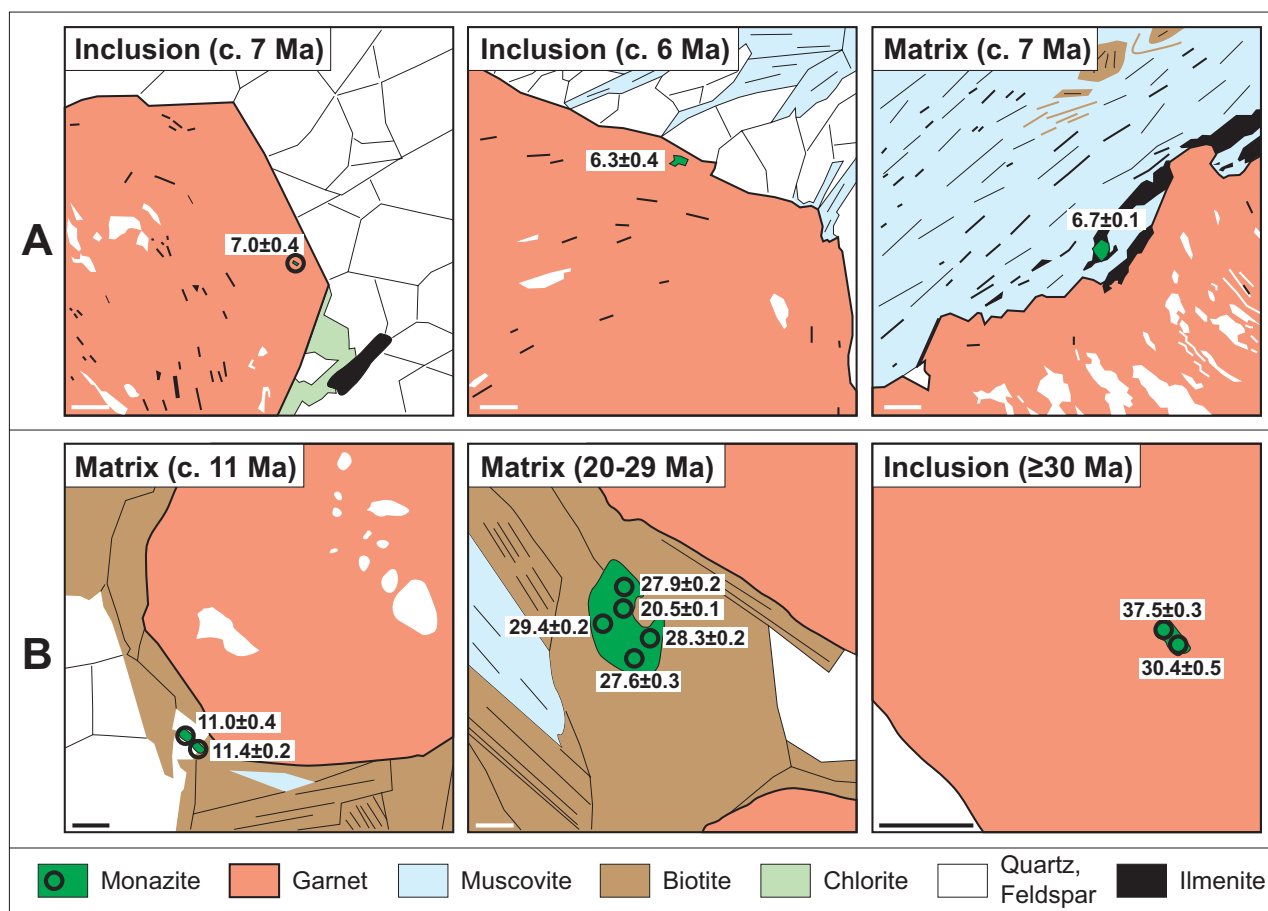 A
Inclusion (c. 7 Ma)
7.0±0.4
Inclusion (c. 6 Ma)
6.3±0.4
Matrix (c. 7 Ma)
6.7±0.1
B
Matrix (c. 11 Ma)
11.0±0.4
11.4±0.2
Matrix (20-29 Ma)
27.9±0.2
20.5±0.1
29.4±0.2
28.3±0.2
27.6±0.3
Inclusion (≥30 Ma)
37.5±0.3
30.4±0.5
Monazite
Garnet
Muscovite
Biotite
Chlorite
Quartz,
Feldspar
Ilmenite